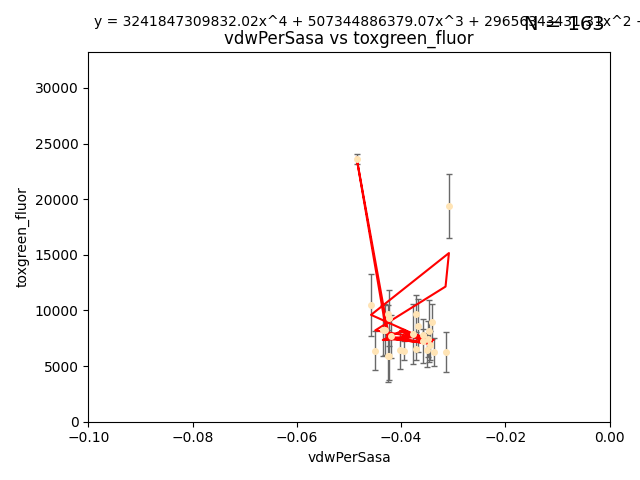 y = 3241847309832.02x^4 + 507344886379.07x^3 +
N = 163
vdwPerSasa vs toxgreen_fluor
30000
25000
20000
15000
10000
5000
0
toxgreen_fluor
−0.10
−0.08
−0.06
−0.04
−0.02
0.00
vdwPerSasa